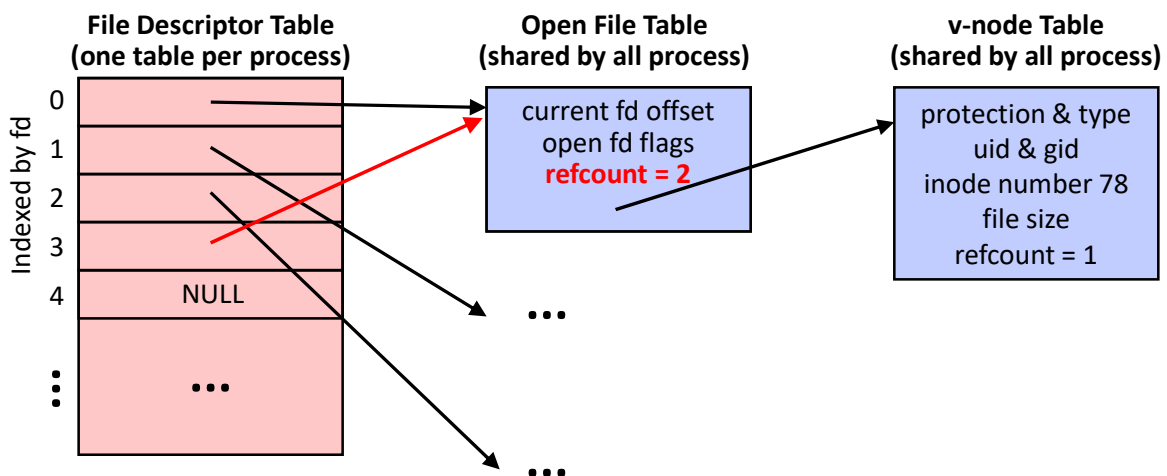 File Descriptor Table
(one table per process)
Open File Table
(shared by all process)
v-node Table
(shared by all process)
Indexed by fd
0
1
2
3
4
NULL
...
...
current fd offset
open fd flags
refcount = 2
...
...
protection & type
uid & gid
inode number 78
file size
refcount = 1